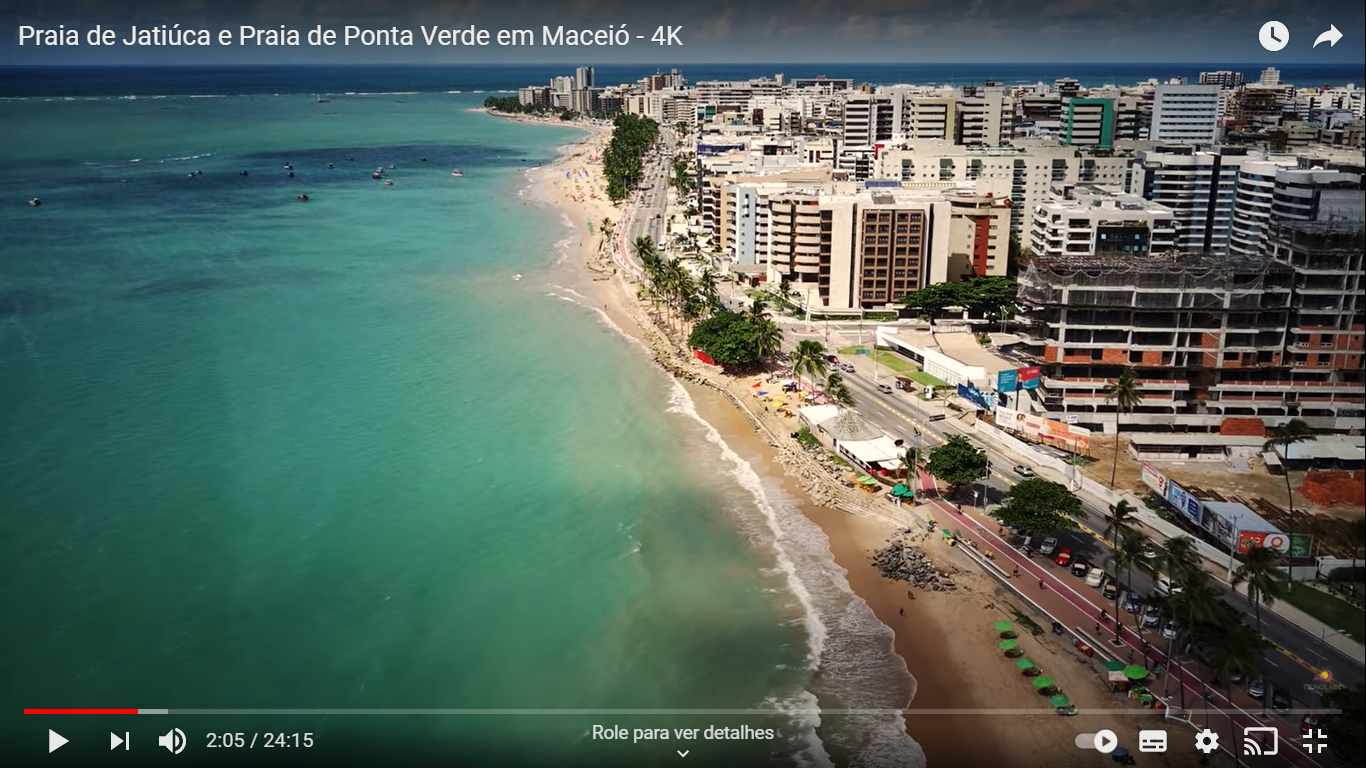 Praia de Jatiúca e Praia de Ponta Verde em Maceió - 4K
2:05 / 24:15
Role para ver detalhes